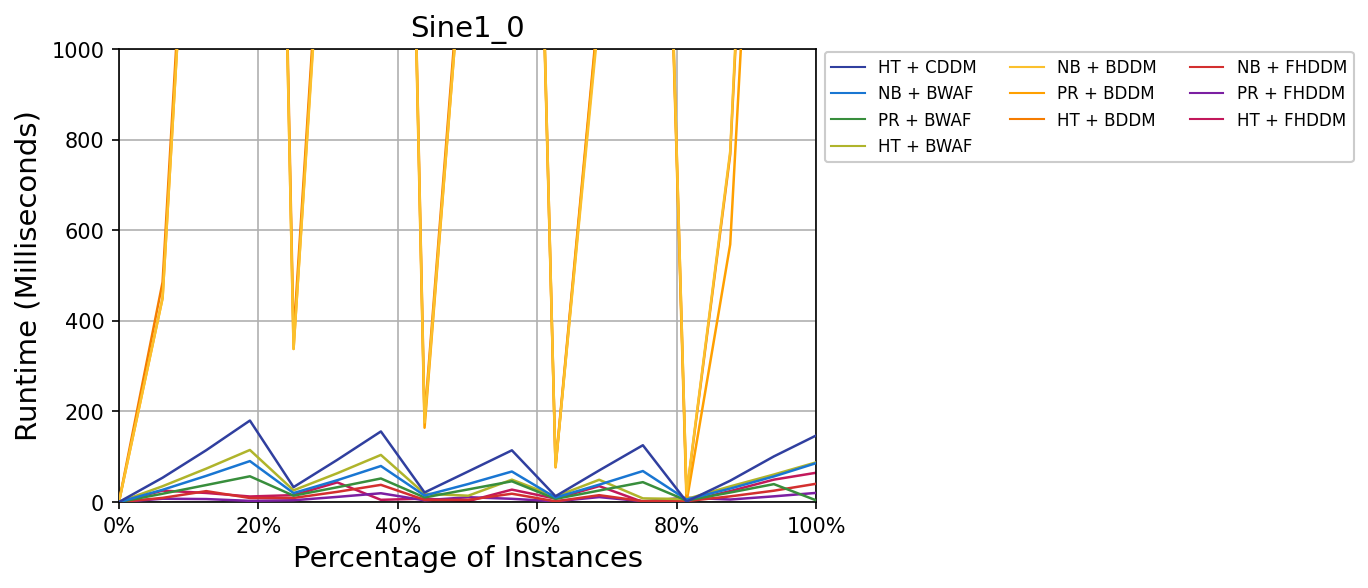 Sine1_0
Runtime (Milliseconds)
1000
800
600
400
200
0
0%
20%
40%
60%
80%
100%
Percentage of Instances
HT + CDDM
NB + BWAF
PR + BWAF
HT + BWAF
NB + BDDM
PR + BDDM
HT + BDDM
NB + FHDDM
PR + FHDDM
HT + FHDDM